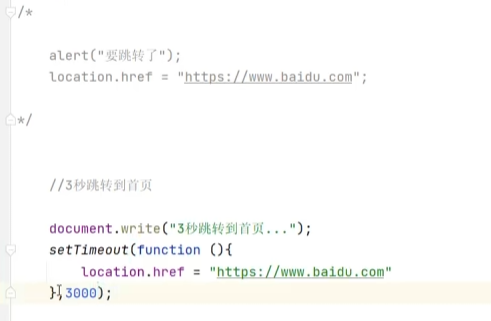 /*
alert("要跳转了");
location.href = "https://www.baidu.com";
*/
//3秒跳转到首页
document.write("3秒跳转到首页...");
setTimeout(function (){
location.href = "https://www.baidu.com"
},3000);